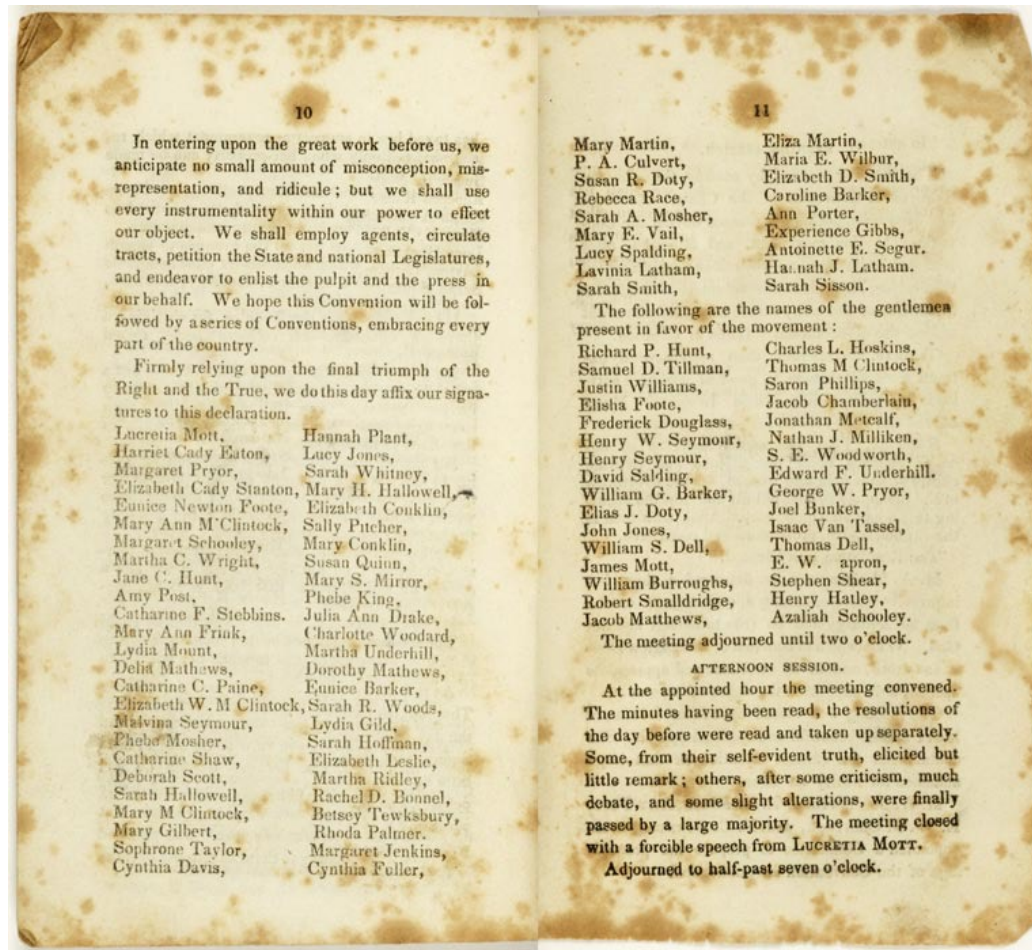 10
In entering upon the great work before us, we
anticipate no small amount of misconception, mis-
representation, and ridicule; but we shall use
every instrumentality within our power to effect
our object. We shall employ agents, circulate
tracts, petition the State and national Legislatures,
and endeavor to enlist the pulpit and the press in
our behalf. We hope this Convention will be fol-
lowed by a series of Conventions, embracing every
part of the country.
Firmly relying upon the final triumph of the
Right and the True, we do this day affix our signa-
tures to this declaration.
Lucretia Mott, Hannah Plant,
Harriet Cady Eaton, Lucy Jones,
Margaret Pryor, Sarah Whitney,
Elizabeth Cady Stanton, Mary H. Hallowell,
Eunice Newton Foote, Elizabeth Conklin,
Mary Ann M'Clintock, Sally Pitcher,
Margaret Schooley, Mary Conklin,
Martha C. Wright, Susan Quinn,
Jane C. Hunt, Mary S. Mirror,
Amy Post, Phebe King,
Catharine F. Stebbins. Julia Ann Drake,
Mary Ann Frink, Charlotte Woodard,
Lydia Mount, Martha Underhill,
Delia Mathews, Dorothy Mathews,
Catharine C. Paine, Eunice Barker,
Elizabeth W. M Clintock, Sarah R. Woods,
Malvina Seymour, Lydia Gild,
Phebe Mosher, Sarah Hoffman,
Catharine Shaw, Elizabeth Leslie,
Deborah Scott, Martha Ridley,
Sarah Hallowell, Rachel D. Bonnel,
Mary M Clintock, Betsey Tewksbury,
Mary Gilbert, Rhoda Palmer.
Sophrone Taylor, Margaret Jenkins,
Cynthia Davis, Cynthia Fuller,
11
Mary Martin, Eliza Martin,
P. A. Culvert, Maria E. Wilbur,
Susan R. Doty, Elizabeth D. Smith,
Rebecca Race, Caroline Barker,
Sarah A. Mosher, Ann Porter,
Mary E. Vail, Experience Gibbs,
Lucy Spalding, Antoinette E. Segur.
Lavinia Latham, Hannah J. Latham.
Sarah Smith, Sarah Sisson.
The following are the names of the gentlemen
present in favor of the movement :
Richard P. Hunt, Charles L. Hoskins,
Samuel D. Tillman, Thomas M Clintock,
Justin Williams, Saron Phillips,
Elisha Foote, Jacob Chamberlain,
Frederick Douglass, Jonathan Metcalf,
Henry W. Seymour, Nathan J. Milliken,
Henry Seymour, S. E. Woodworth,
David Salding, Edward F. Underhill.
William G. Barker, George W. Pryor,
Elias J. Doty, Joel Bunker,
John Jones, Isaac Van Tassel,
William S. Dell, Thomas Dell,
James Mott, E. W. apron,
William Burroughs, Stephen Shear,
Robert Smalldridge, Henry Hatley,
Jacob Matthews, Azaliah Schooley.
The meeting adjourned until two o'clock.
AFTERNOON SESSION.
At the appointed hour the meeting convened.
The minutes having been read, the resolutions of
the day before were read and taken up separately.
Some, from their self-evident truth, elicited but
little remark; others, after some criticism, much
debate, and some slight alterations, were finally
passed by a large majority. The meeting closed
with a forcible speech from LUCRETIA MOTT.
Adjourned to half-past seven o'clock.